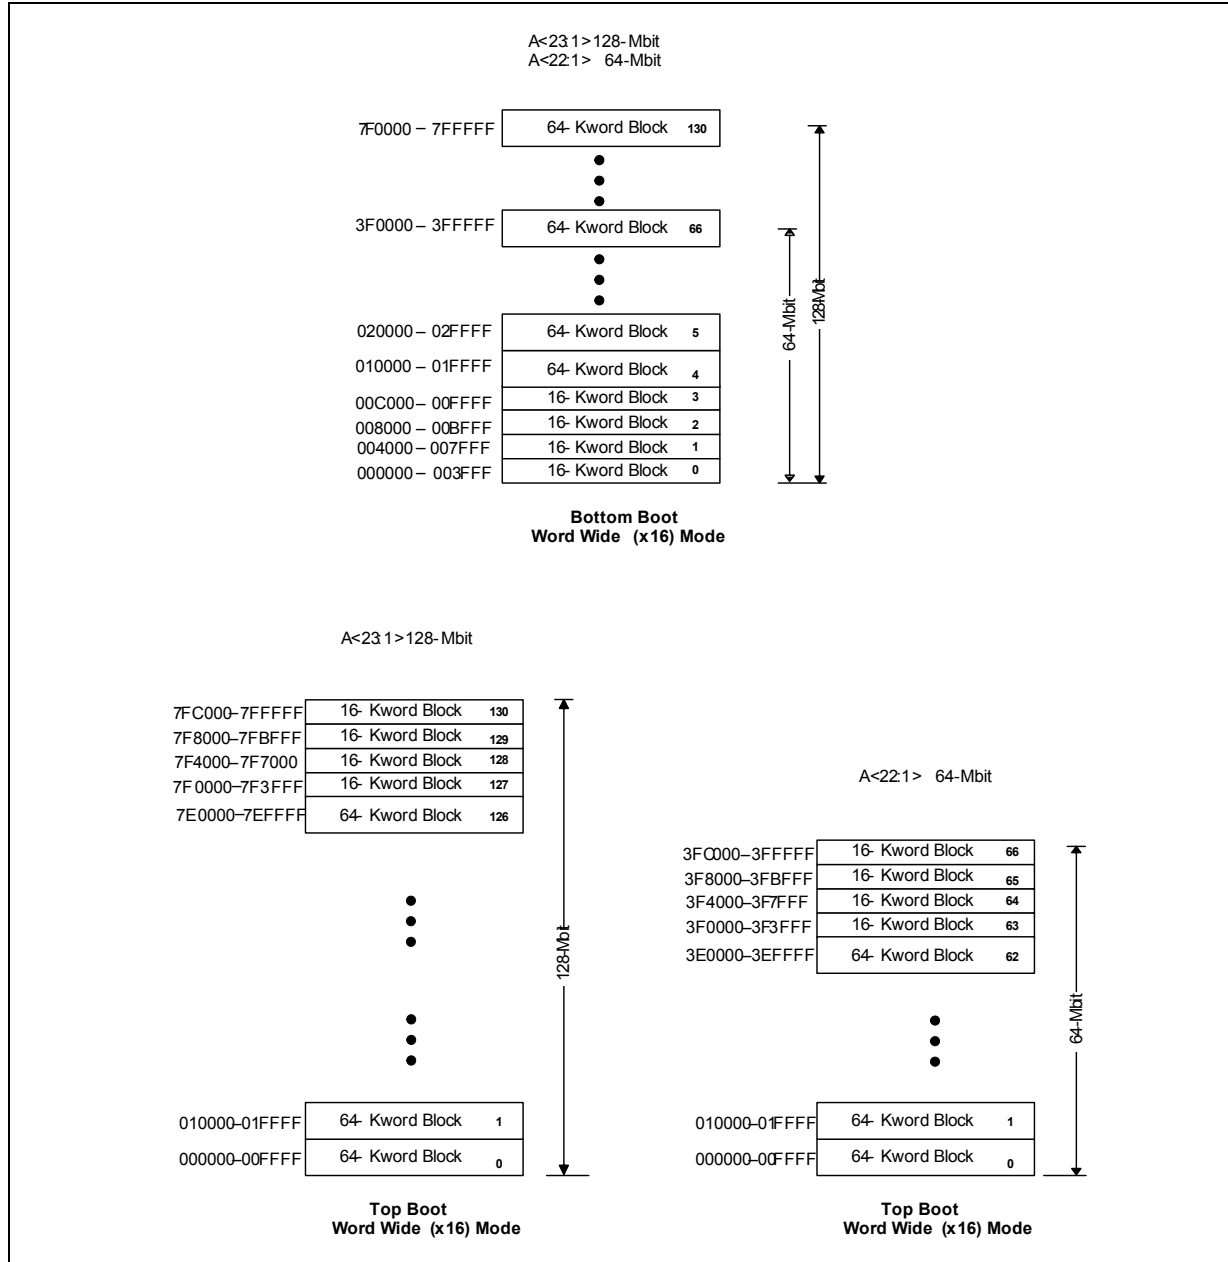 A<23:1>128-Mbit
A<22:1> 64-Mbit
7F0000 – 7FFFFF 64- Kword Block 130
3F0000 – 3FFFFF 64- Kword Block 66
020000 – 02FFFF 64- Kword Block 5
010000 – 01FFFF 64- Kword Block 4
00C000 – 00FFFF 16- Kword Block 3
008000 – 00BFFF 16- Kword Block 2
004000 – 007FFF 16- Kword Block 1
000000 – 003FFF 16- Kword Block 0
64-Mbit
128-Mbit
Bottom Boot
Word Wide (x16) Mode
A<23:1>128-Mbit
7FC000–7FFFFF 16- Kword Block 130
7F8000–7FBFFF 16- Kword Block 129
7F4000–7F7000 16- Kword Block 128
7F0000–7F3FFF 16- Kword Block 127
7E0000–7EFFFF 64- Kword Block 126
128-Mbit
010000–01FFFF 64- Kword Block 1
000000–00FFFF 64- Kword Block 0
Top Boot
Word Wide (x16) Mode
A<22:1> 64-Mbit
3FC000–3FFFFF 16- Kword Block 66
3F8000–3FBFFF 16- Kword Block 65
3F4000–3F7FFF 16- Kword Block 64
3F0000–3F3FFF 16- Kword Block 63
3E0000–3EFFFF 64- Kword Block 62
64-Mbit
010000–01FFFF 64- Kword Block 1
000000–00FFFF 64- Kword Block 0
Top Boot
Word Wide (x16) Mode